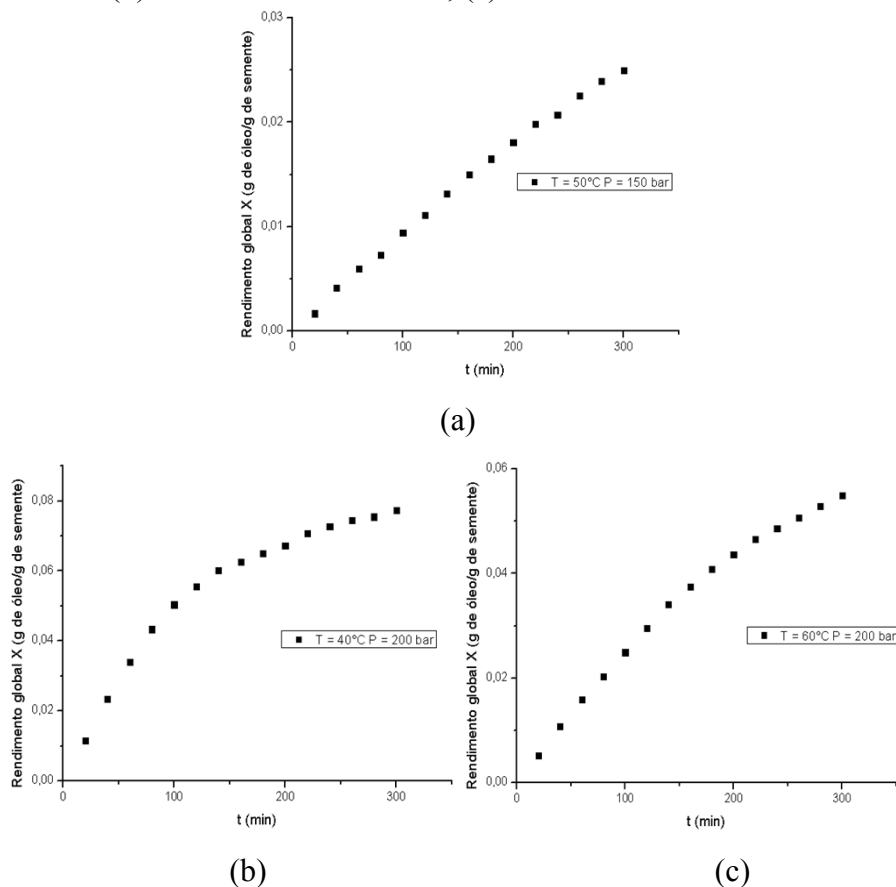 0,03
Rendimento global X (g de óleo/g de semente)
0,02
T = 50°C P = 150 bar
0,01
0,00
0 100 200 300
t (min)
(a)
0,08
Rendimento global X (g de óleo/g de semente)
0,06
0,04
T = 40°C P = 200 bar
0,02
0,00
0 100 200 300
t (min)
(b)
0,06
Rendimento global X (g de óleo/g de semente)
0,04
T = 60°C P = 200 bar
0,02
0,00
0 100 200 300
t (min)
(c)